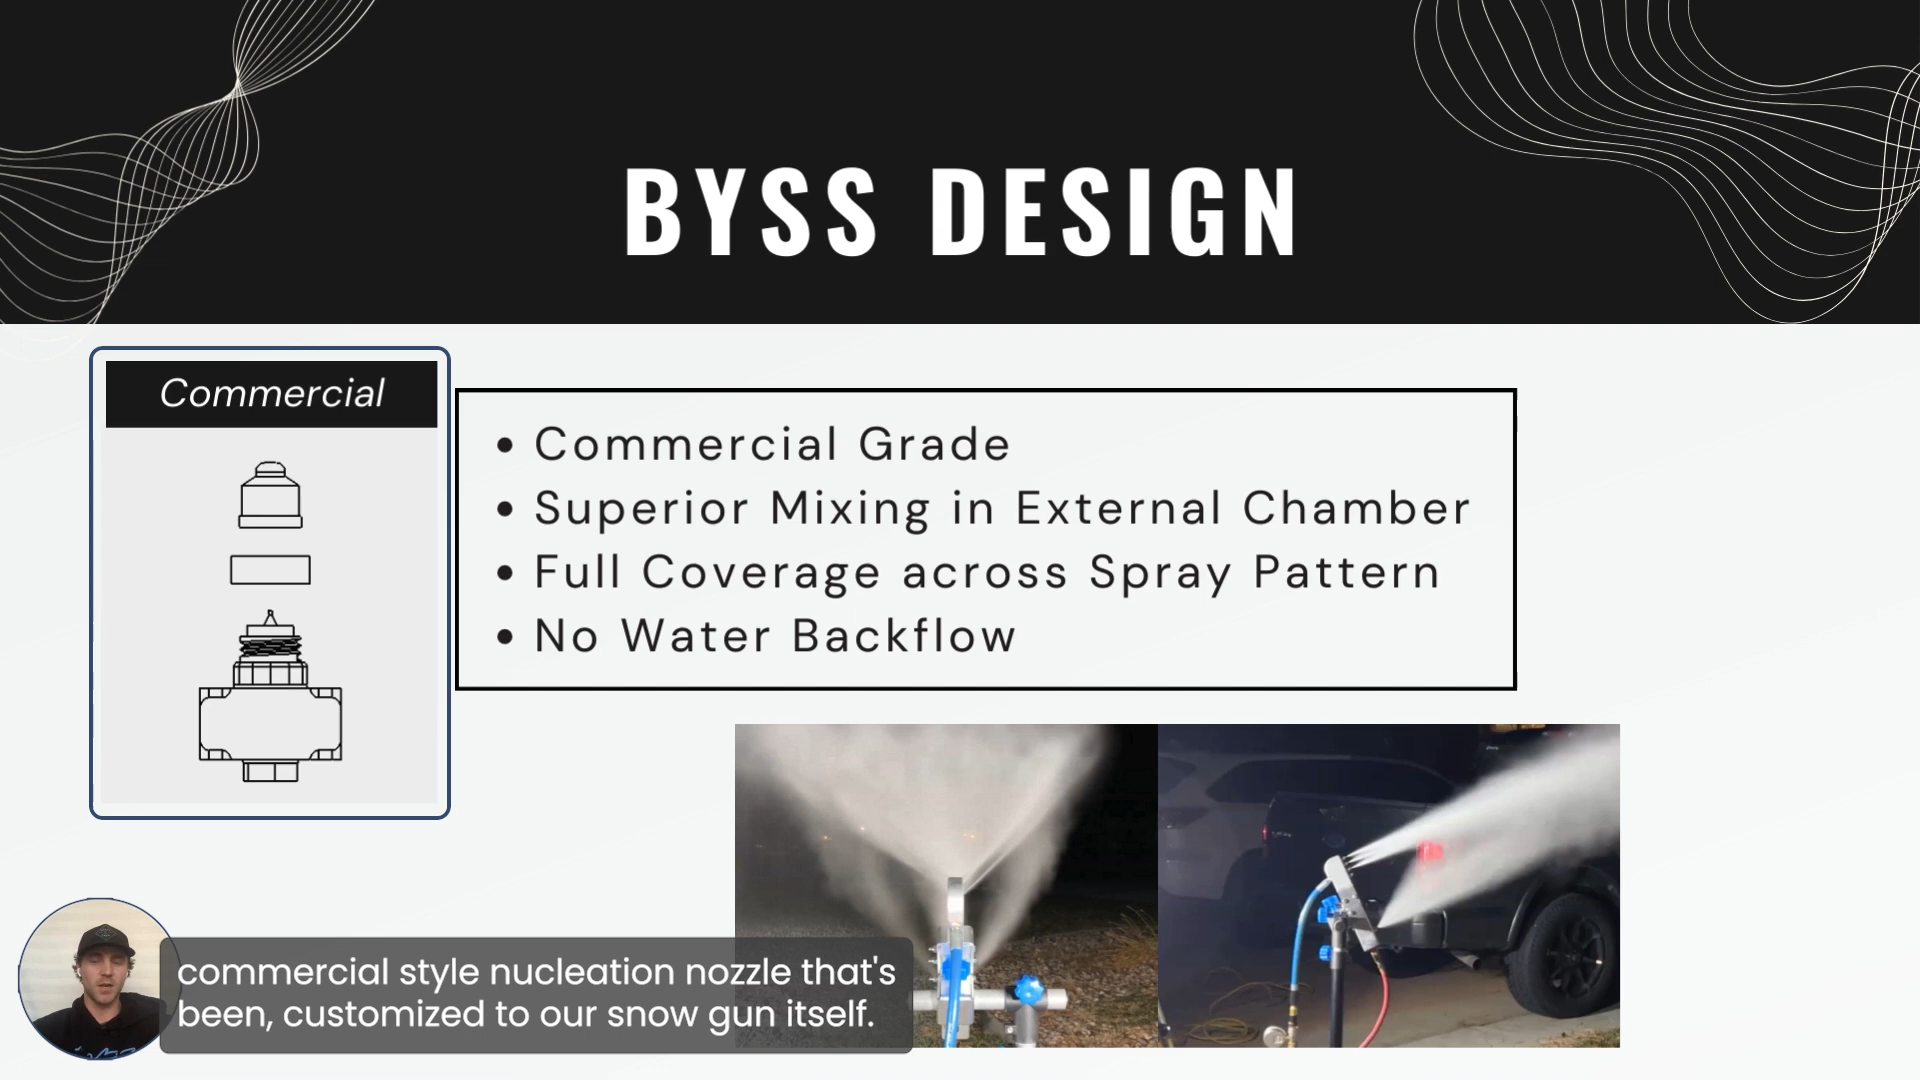 BYSS DESIGN
Commercial
• Commercial Grade
• Superior Mixing in External Chamber
• Full Coverage across Spray Pattern
• No Water Backflow
commercial style nucleation nozzle that's
been, customized to our snow gun itself.